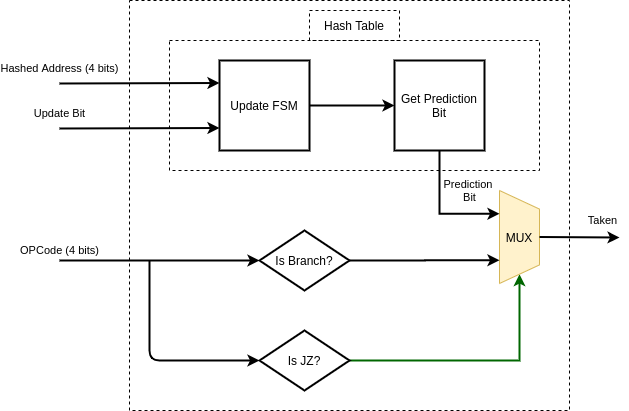 Hash Table
Hashed Address (4 bits)
Update Bit
Update FSM
Get Prediction
Bit
Prediction
Bit
Taken
MUX
OPCode (4 bits)
Is Branch?
Is JZ?